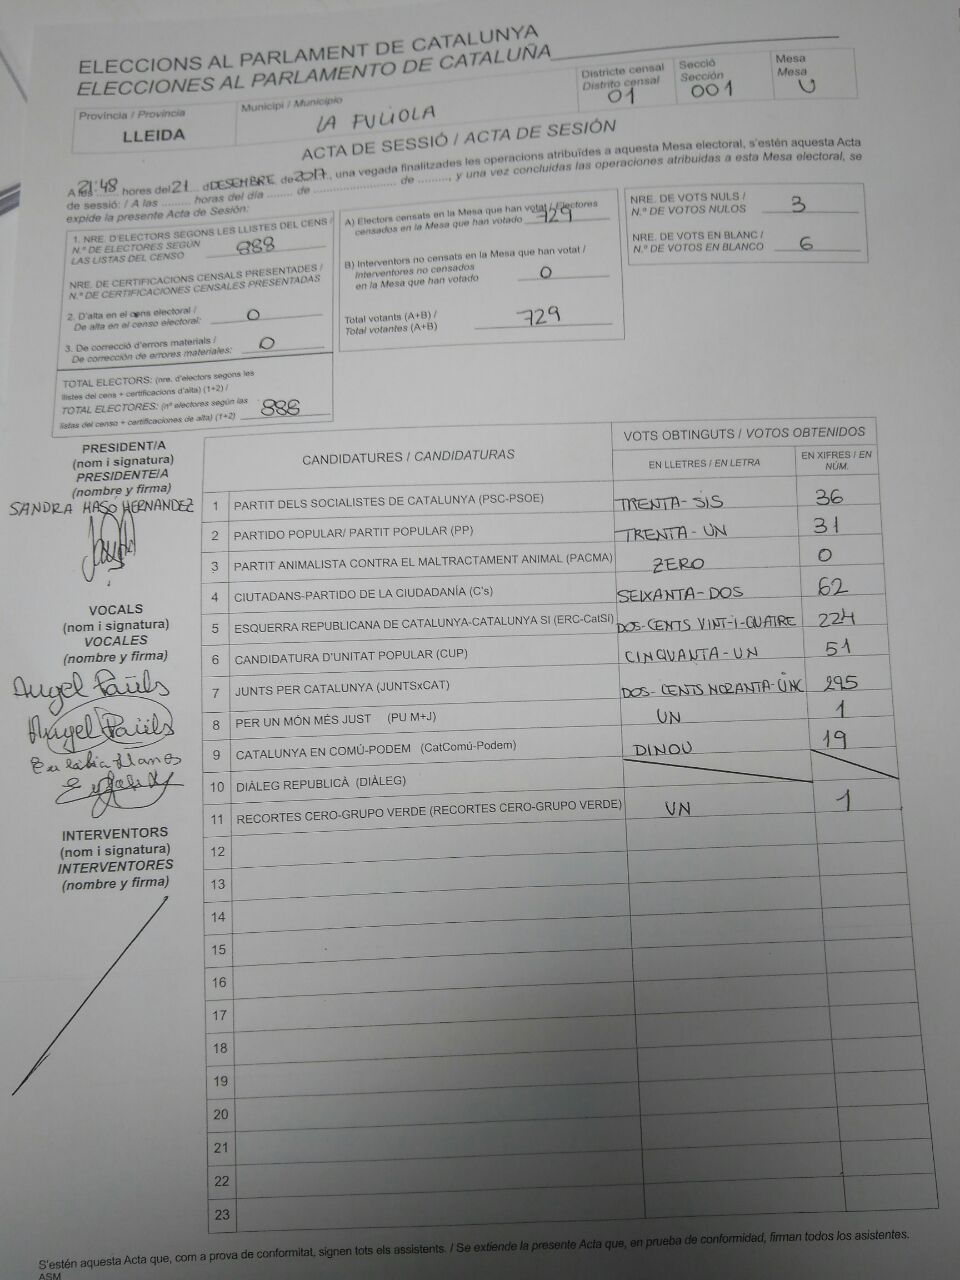 ELECCIONS AL PARLAMENT DE CATALUNYA
ELECCIONES AL PARLAMENTO DE CATALUÑA
Província / Provincia
LLEIDA
Municipi / Municipio
LA FULIOLA
Districte censal
Distrito censal
01
Secció
Sección
001
Mesa
Mesa
U
ACTA DE SESSIÓ / ACTA DE SESIÓN
A les 21:48 hores del 21 d DESEMBRE de 2017, una vegada finalitzades les operacions atribuïdes a aquesta Mesa electoral, s'estén aquesta Acta
de sessió: / A las ......... horas del día ........................ de ........................ de ........., y una vez concluidas las operaciones atribuidas a esta Mesa electoral, se
expide la presente Acta de Sesión:
1. NRE. D'ELECTORS SEGONS LES LLISTES DEL CENS /
N.º DE ELECTORES SEGÚN
LAS LISTAS DEL CENSO
888
NRE. DE CERTIFICACIONS CENSALS PRESENTADES /
N.º DE CERTIFICACIONES CENSALES PRESENTADAS
2. D'alta en el cens electoral /
De alta en el censo electoral:
0
3. De correcció d'errors materials /
De corrección de errores materiales:
0
TOTAL ELECTORS: (nre. d'electors segons les
llistes del cens + certificacions d'alta) (1+2) /
TOTAL ELECTORES: (nº electores según las
listas del censo + certificaciones de alta) (1+2)
888
A) Electors censats en la Mesa que han votat / Electores
censados en la Mesa que han votado
729
B) Interventors no censats en la Mesa que han votat /
Interventores no censados
en la Mesa que han votado
0
Total votants (A+B) /
Total votantes (A+B)
729
NRE. DE VOTS NULS /
N.º DE VOTOS NULOS
3
NRE. DE VOTS EN BLANC /
N.º DE VOTOS EN BLANCO
6
PRESIDENT/A
(nom i signatura)
PRESIDENTE/A
(nombre y firma)
SANDRA MASÓ HERNANDEZ
VOCALS
(nom i signatura)
VOCALES
(nombre y firma)
Àngel Paüls
Àngel Paüls
Eulàlia Llanos
INTERVENTORS
(nom i signatura)
INTERVENTORES
(nombre y firma)
CANDIDATURES / CANDIDATURAS
VOTS OBTINGUTS / VOTOS OBTENIDOS
EN LLETRES / EN LETRA
EN XIFRES / EN
NÚM.
1 PARTIT DELS SOCIALISTES DE CATALUNYA (PSC-PSOE) TRENTA-SIS 36
2 PARTIDO POPULAR/ PARTIT POPULAR (PP) TRENTA-UN 31
3 PARTIT ANIMALISTA CONTRA EL MALTRACTAMENT ANIMAL (PACMA) ZERO 0
4 CIUTADANS-PARTIDO DE LA CIUDADANÍA (C's) SEIXANTA-DOS 62
5 ESQUERRA REPUBLICANA DE CATALUNYA-CATALUNYA SI (ERC-CatSI) DOS-CENTS VINT-I-QUATRE 224
6 CANDIDATURA D'UNITAT POPULAR (CUP) CINQUANTA-UN 51
7 JUNTS PER CATALUNYA (JUNTSxCAT) DOS-CENTS NORANTA-CINC 295
8 PER UN MÓN MÉS JUST (PU M+J) UN 1
9 CATALUNYA EN COMÚ-PODEM (CatComú-Podem) DINOU 19
10 DIÀLEG REPUBLICÀ (DIÀLEG)
11 RECORTES CERO-GRUPO VERDE (RECORTES CERO-GRUPO VERDE) UN 1
12
13
14
15
16
17
18
19
20
21
22
23
S'estén aquesta Acta que, com a prova de conformitat, signen tots els assistents. / Se extiende la presente Acta que, en prueba de conformidad, firman todos los asistentes.
ASM